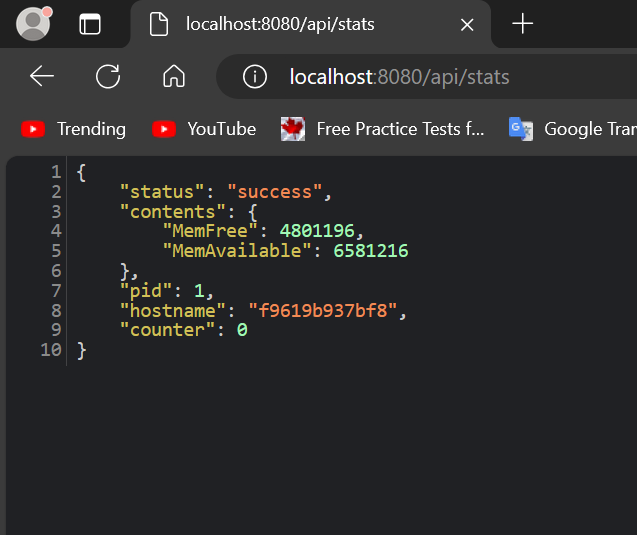 localhost:8080/api/stats
localhost:8080/api/stats
Trending YouTube Free Practice Tests f... Google Tran
1 {
2     "status": "success",
3     "contents": {
4         "MemFree": 4801196,
5         "MemAvailable": 6581216
6     },
7     "pid": 1,
8     "hostname": "f9619b937bf8",
9     "counter": 0
10 }